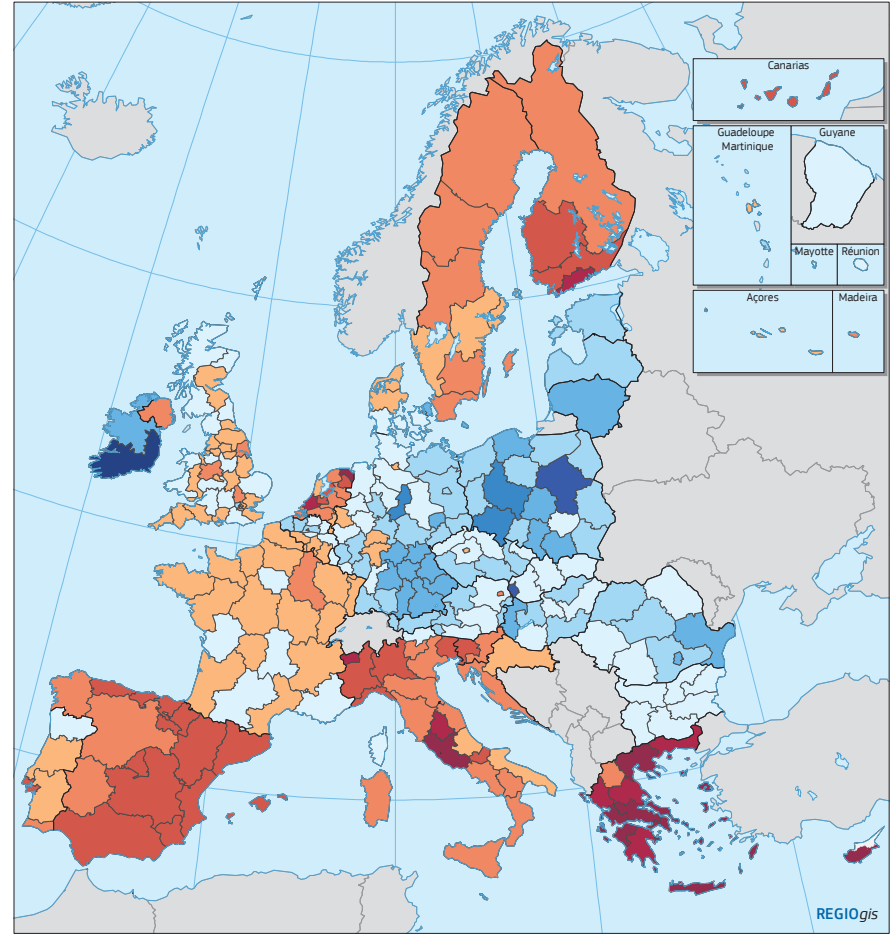 Canarias
Guadeloupe
Martinique
Guyane
Mayotte
Réunion
Açores
Madeira
REGIOgis